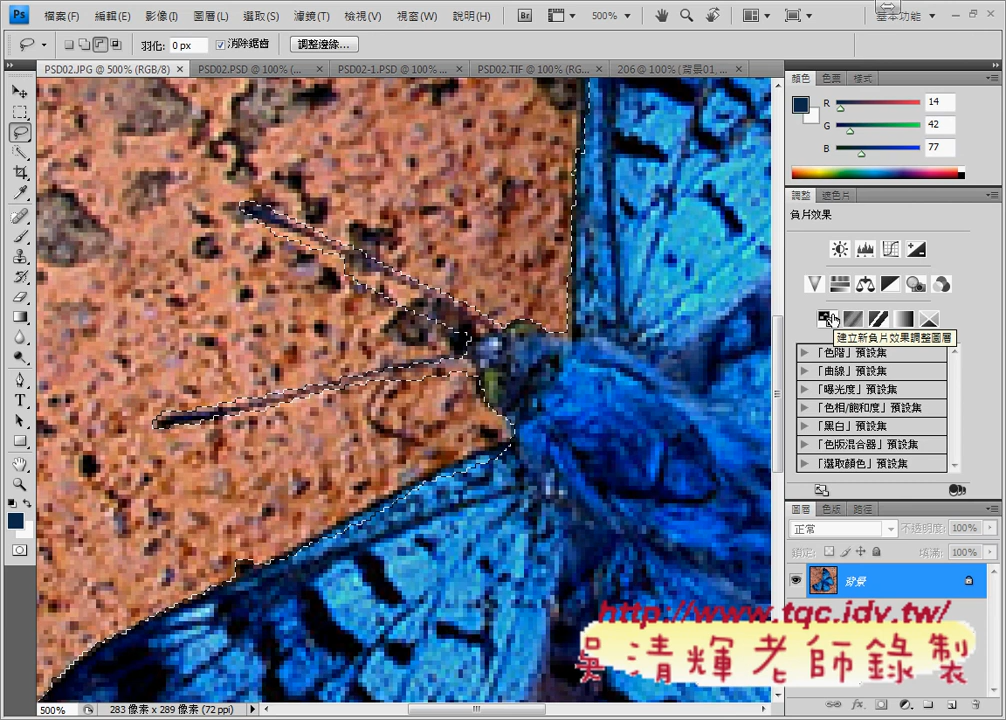 Ps 檔案(F) 編輯(E) 影像(I) 圖層(L) 選取(S) 濾鏡(T) 檢視(V) 視窗(W) 說明(H) Br 500% 基本功能
羽化: 0 px 消除鋸齒 調整邊緣...
PSD02.JPG @ 500% (RGB/8) × PSD02.PSD @ 100% (... × PSD02-1.PSD @ 100% (... × PSD02.TIF @ 100% (RG... × 206 @ 100% (背景01, ... ×
顏色 色票 樣式
R 14
G 42
B 77
調整 遮色片
負片效果
建立新負片效果調整圖層
「色階」預設集
「曲線」預設集
「曝光度」預設集
「色相/飽和度」預設集
「黑白」預設集
「色版混合器」預設集
「選取顏色」預設集
圖層 色版 路徑
正常 不透明度: 100%
鎖定: 填滿: 100%
背景
http://www.tqc.idv.tw/
吳清輝老師錄製
500% 283 像素 x 289 像素 (72 ppi)